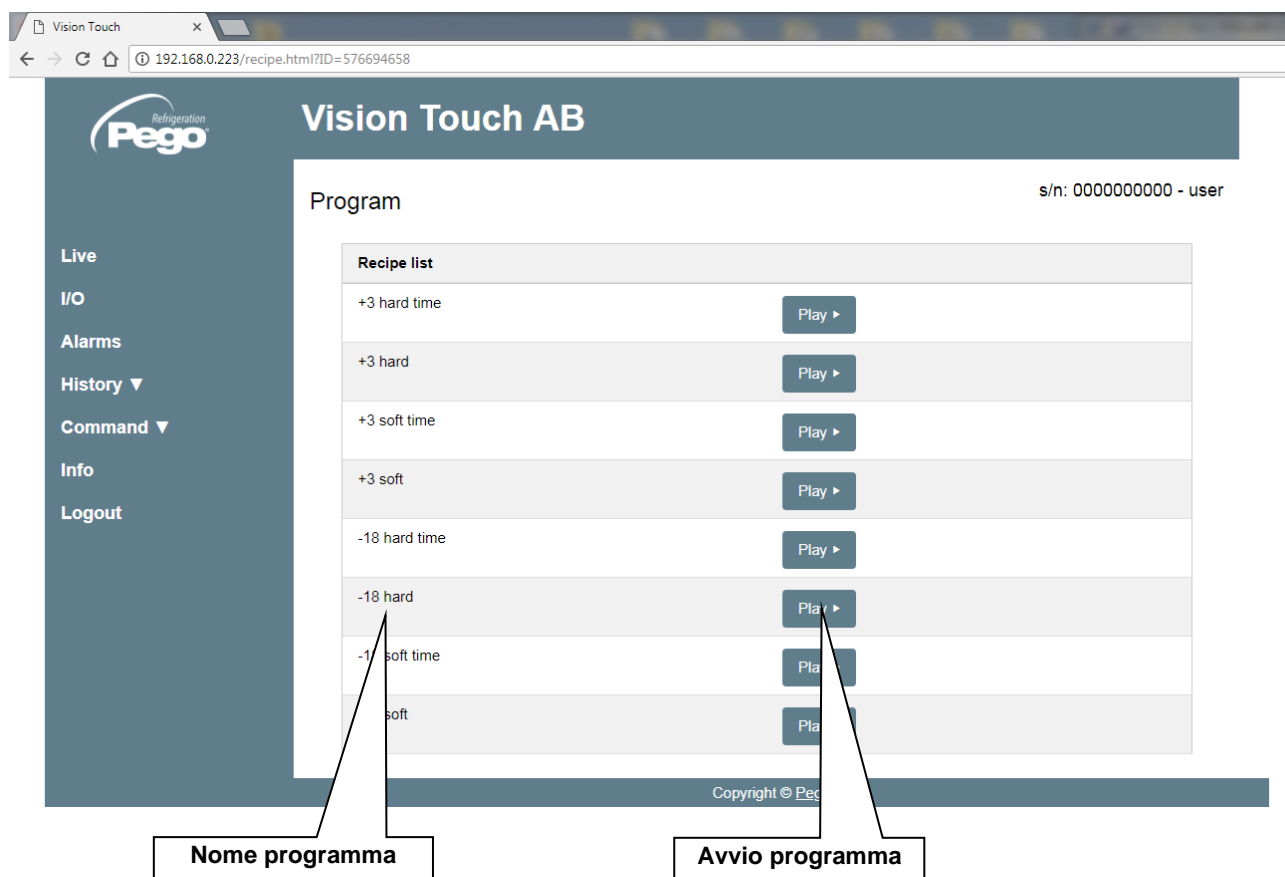 Vision Touch
192.168.0.223/recipe.html?ID=576694658
Refrigeration
Pego
Vision Touch AB
Program
s/n: 0000000000 - user
Live
I/O
Alarms
History ▼
Command ▼
Info
Logout
Recipe list
+3 hard time Play
+3 hard Play
+3 soft time Play
+3 soft Play
-18 hard time Play
-18 hard Play
soft time
soft
Copyright ©
Nome programma
Avvio programma